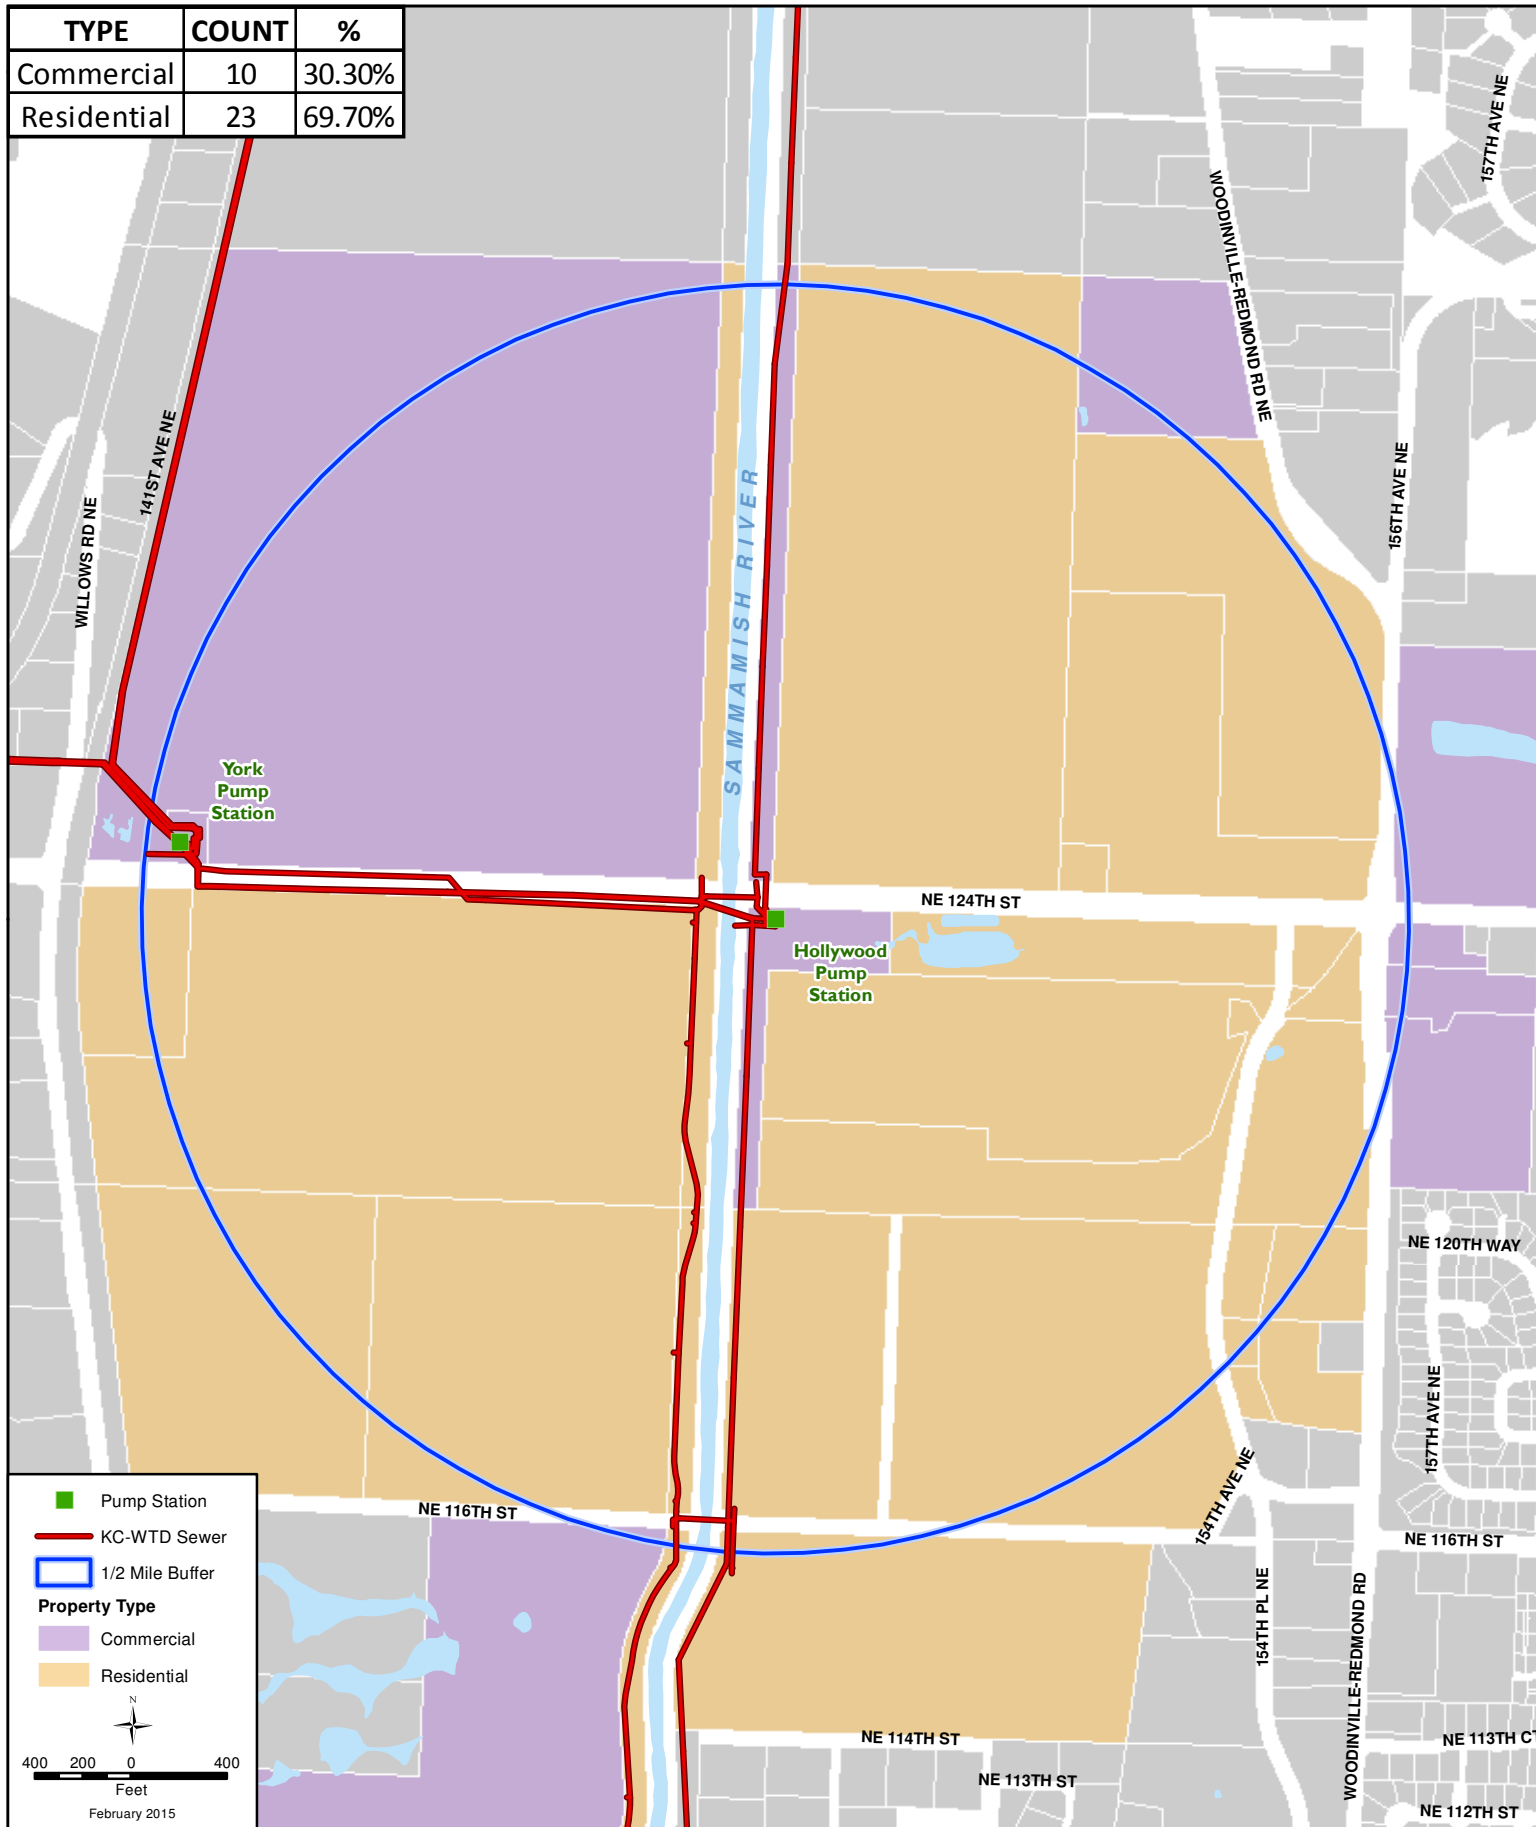 TYPE COUNT %
Commercial 10 30.30%
Residential 23 69.70%
157TH AVE NE
WOODINVILLE-REDMOND RD NE
141ST AVE NE
WILLOWS RD NE
156TH AVE NE
SAMMAMISH RIVER
York
Pump
Station
NE 124TH ST
Hollywood
Pump
Station
NE 120TH WAY
157TH AVE NE
154TH AVE NE
NE 116TH ST
NE 116TH ST
154TH PL NE
WOODINVILLE-REDMOND RD
NE 114TH ST
NE 113TH CT
NE 113TH ST
NE 112TH ST
Pump Station
KC-WTD Sewer
1/2 Mile Buffer
Property Type
Commercial
Residential
N
400 200 0 400
Feet
February 2015